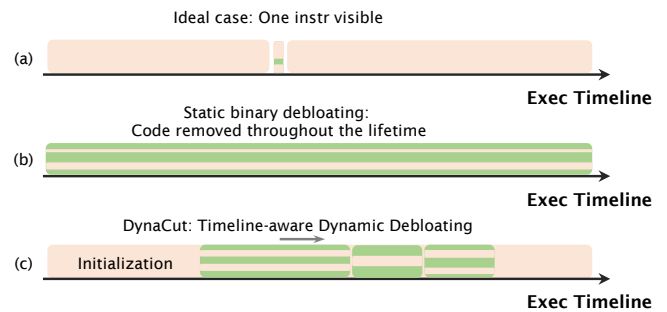 Ideal case: One instr visible
(a)
Exec Timeline
Static binary debloating:
Code removed throughout the lifetime
(b)
Exec Timeline
DynaCut: Timeline-aware Dynamic Debloating
(c)
Initialization
Exec Timeline